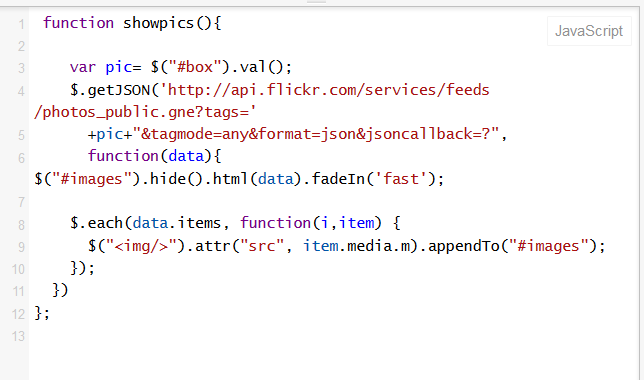 1 function showpics(){
JavaScript
2
3 var pic= $("#box").val();
4 $.getJSON('http://api.flickr.com/services/feeds
/photos_public.gne?tags='
5 +pic+"&tagmode=any&format=json&jsoncallback=?",
6 function(data){
$("#images").hide().html(data).fadeIn('fast');
7
8 $.each(data.items, function(i,item) {
9 $("<img/>").attr("src", item.media.m).appendTo("#images");
10 });
11 })
12 };
13